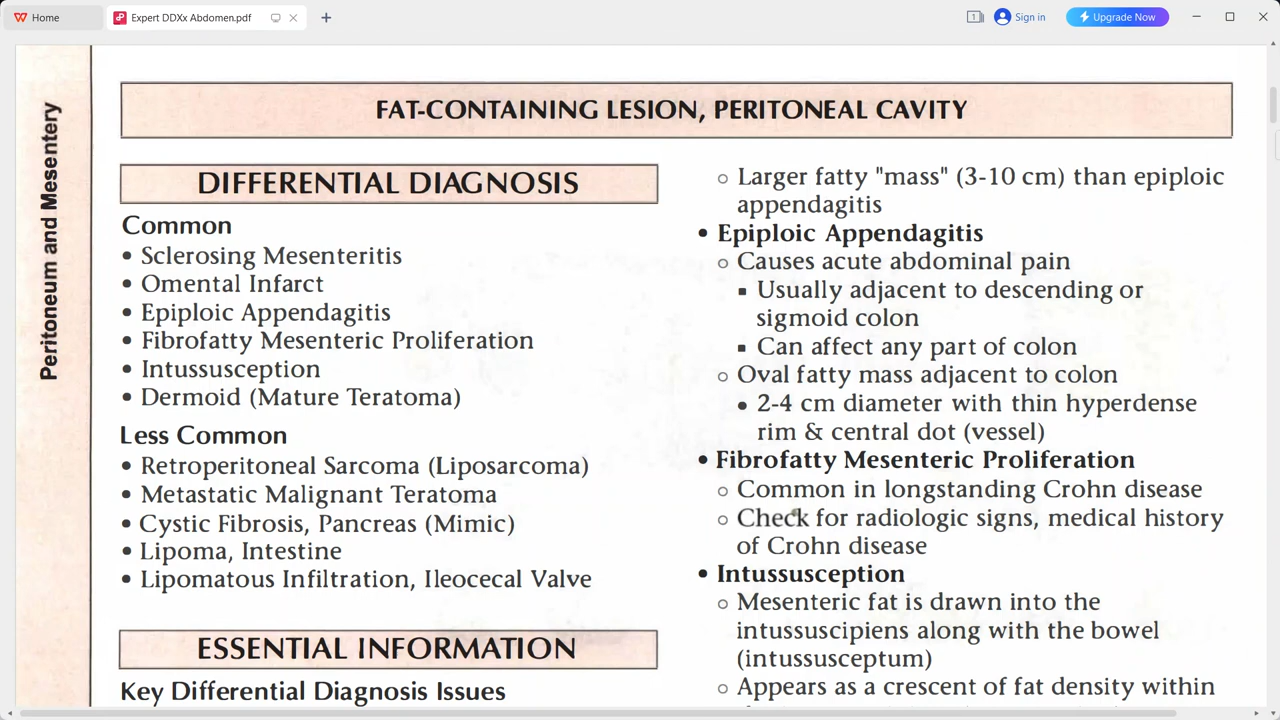 Home
Expert DDXx Abdomen.pdf
1
Sign in
Upgrade Now
Peritoneum and Mesentery
FAT-CONTAINING LESION, PERITONEAL CAVITY
DIFFERENTIAL DIAGNOSIS
Common
• Sclerosing Mesenteritis
• Omental Infarct
• Epiploic Appendagitis
• Fibrofatty Mesenteric Proliferation
• Intussusception
• Dermoid (Mature Teratoma)
Less Common
• Retroperitoneal Sarcoma (Liposarcoma)
• Metastatic Malignant Teratoma
• Cystic Fibrosis, Pancreas (Mimic)
• Lipoma, Intestine
• Lipomatous Infiltration, Ileocecal Valve
ESSENTIAL INFORMATION
Key Differential Diagnosis Issues
○ Larger fatty "mass" (3-10 cm) than epiploic
appendagitis
• Epiploic Appendagitis
○ Causes acute abdominal pain
▪ Usually adjacent to descending or
sigmoid colon
▪ Can affect any part of colon
○ Oval fatty mass adjacent to colon
• 2-4 cm diameter with thin hyperdense
rim & central dot (vessel)
• Fibrofatty Mesenteric Proliferation
○ Common in longstanding Crohn disease
○ Check for radiologic signs, medical history
of Crohn disease
• Intussusception
○ Mesenteric fat is drawn into the
intussuscipiens along with the bowel
(intussusceptum)
○ Appears as a crescent of fat density within